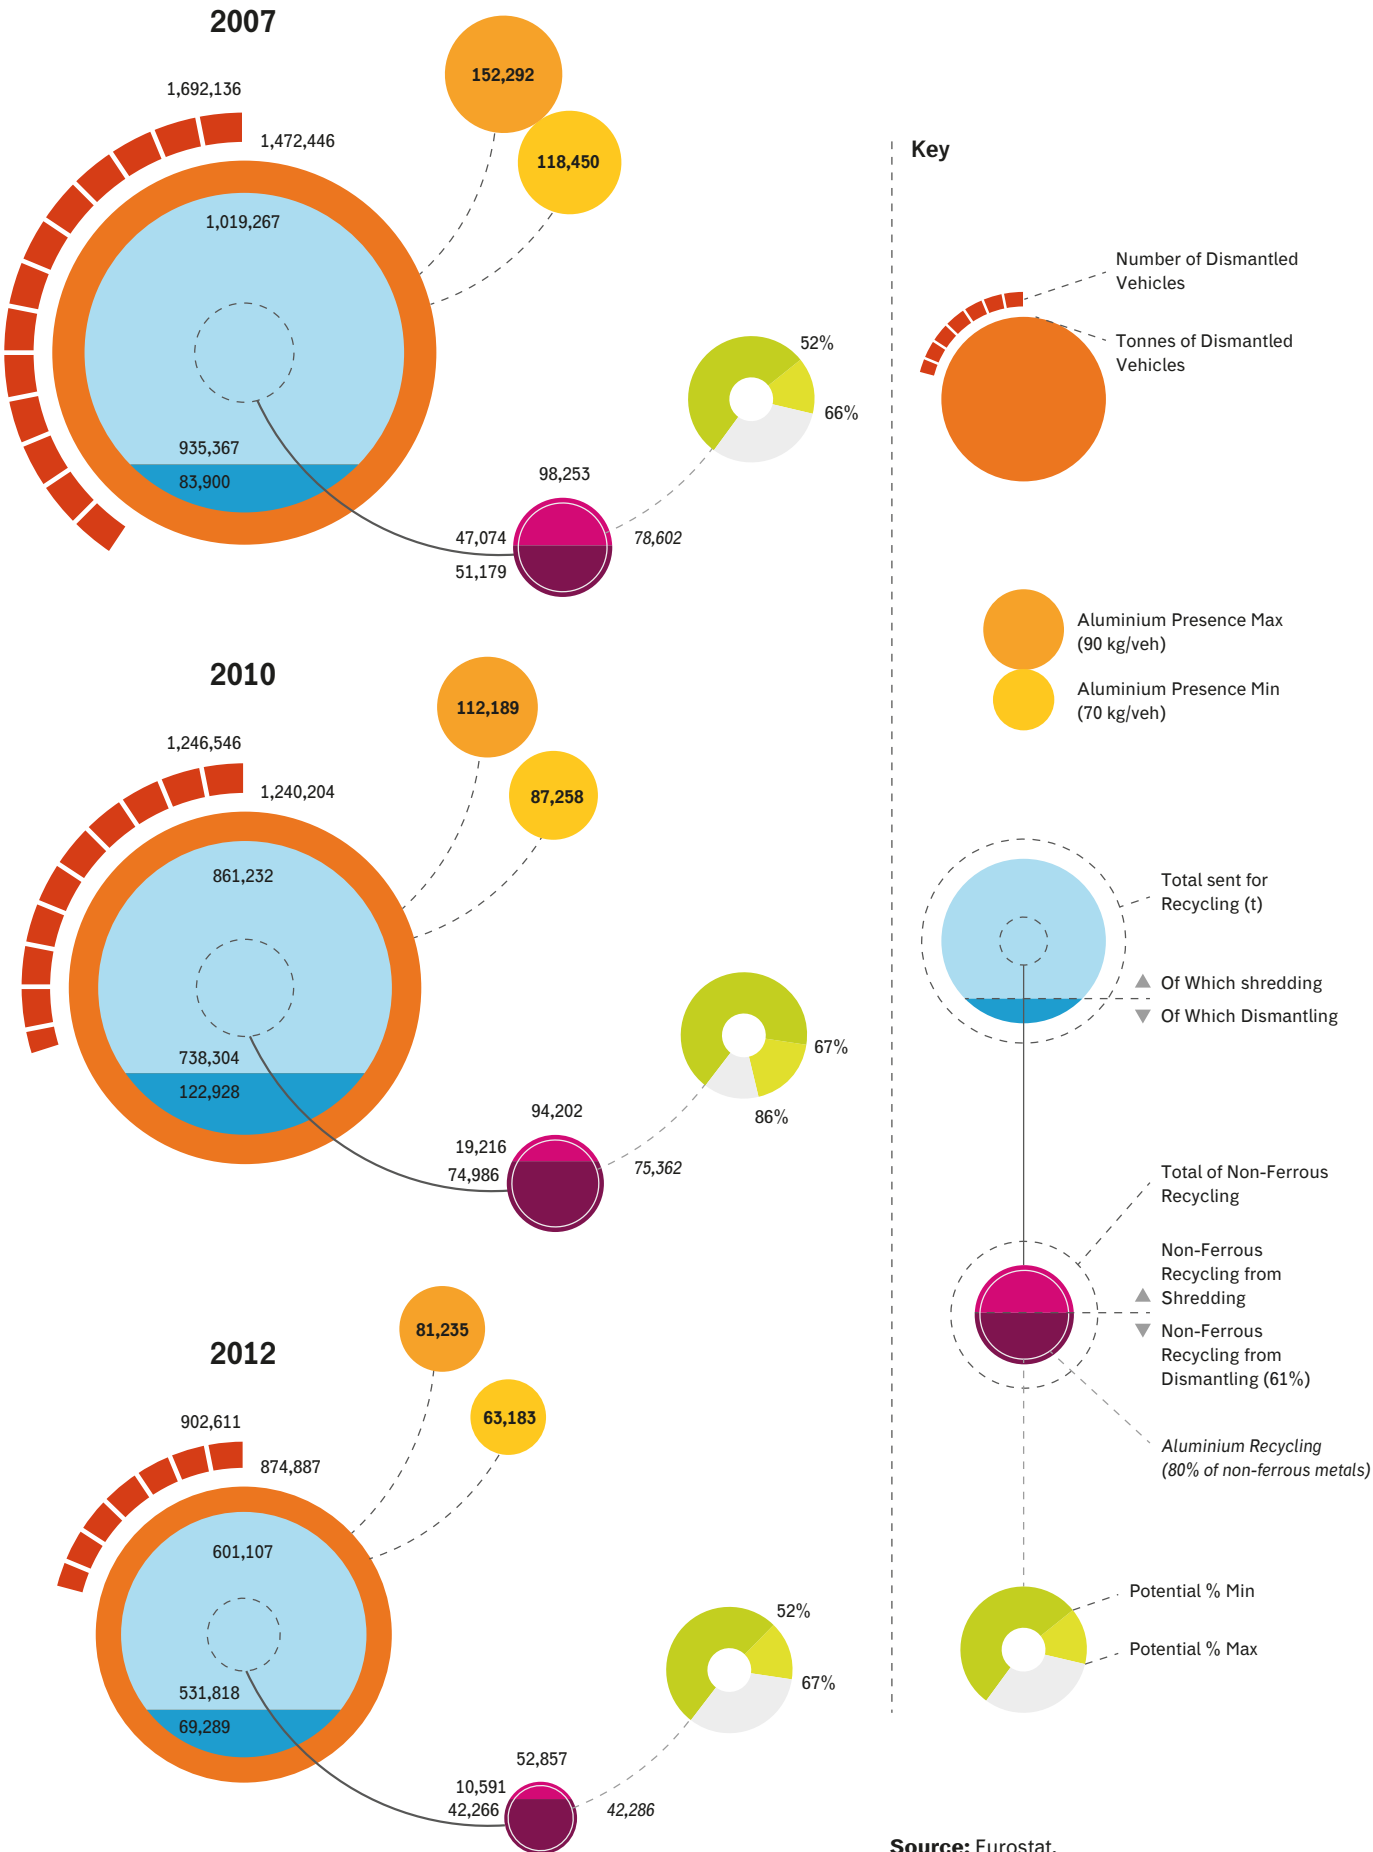 2007
1,692,136
1,472,446
1,019,267
935,367
83,900
152,292
118,450
52%
66%
98,253
47,074
51,179
78,602
2010
1,246,546
1,240,204
861,232
738,304
122,928
112,189
87,258
67%
86%
94,202
19,216
74,986
75,362
2012
902,611
874,887
601,107
531,818
69,289
81,235
63,183
52%
67%
52,857
10,591
42,266
42,286
Key
Number of Dismantled
Vehicles
Tonnes of Dismantled
Vehicles
Aluminium Presence Max
(90 kg/veh)
Aluminium Presence Min
(70 kg/veh)
Total sent for
Recycling (t)
Of Which shredding
Of Which Dismantling
Total of Non-Ferrous
Recycling
Non-Ferrous
Recycling from
Shredding
Non-Ferrous
Recycling from
Dismantling (61%)
Aluminium Recycling
(80% of non-ferrous metals)
Potential % Min
Potential % Max
Source: Eurostat.